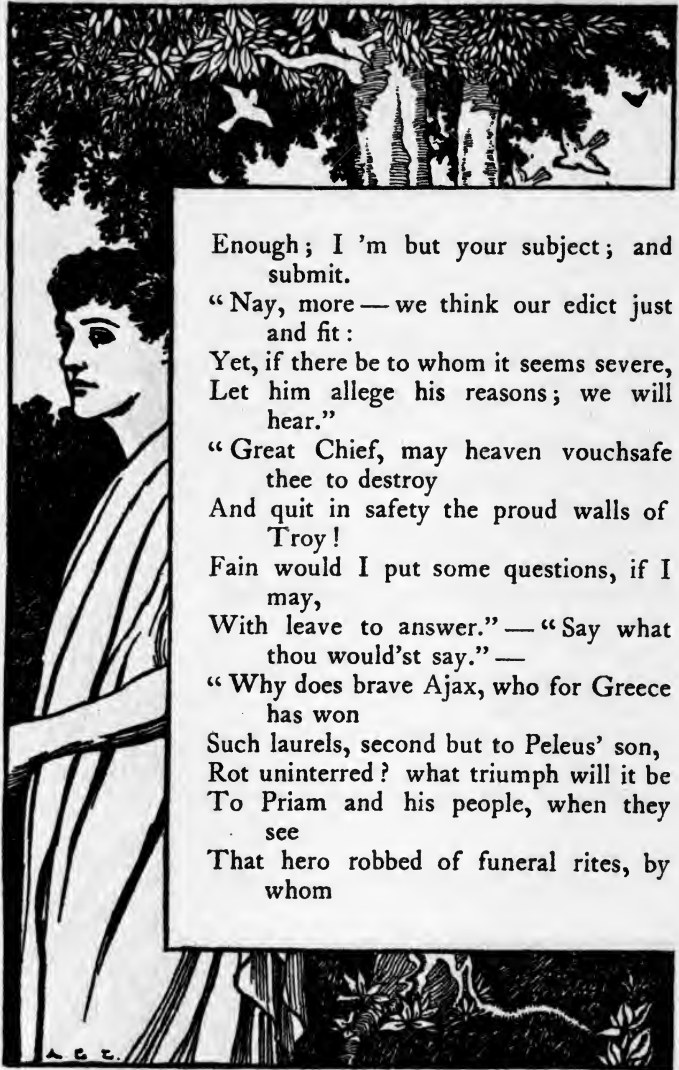 Enough; I 'm but your subject; and
submit.
“Nay, more — we think our edict just
and fit:
Yet, if there be to whom it seems severe,
Let him allege his reasons; we will
hear.”
“Great Chief, may heaven vouchsafe
thee to destroy
And quit in safety the proud walls of
Troy!
Fain would I put some questions, if I
may,
With leave to answer.” — “Say what
thou would'st say.” —
“Why does brave Ajax, who for Greece
has won
Such laurels, second but to Peleus' son,
Rot uninterred? what triumph will it be
To Priam and his people, when they
see
That hero robbed of funeral rites, by
whom